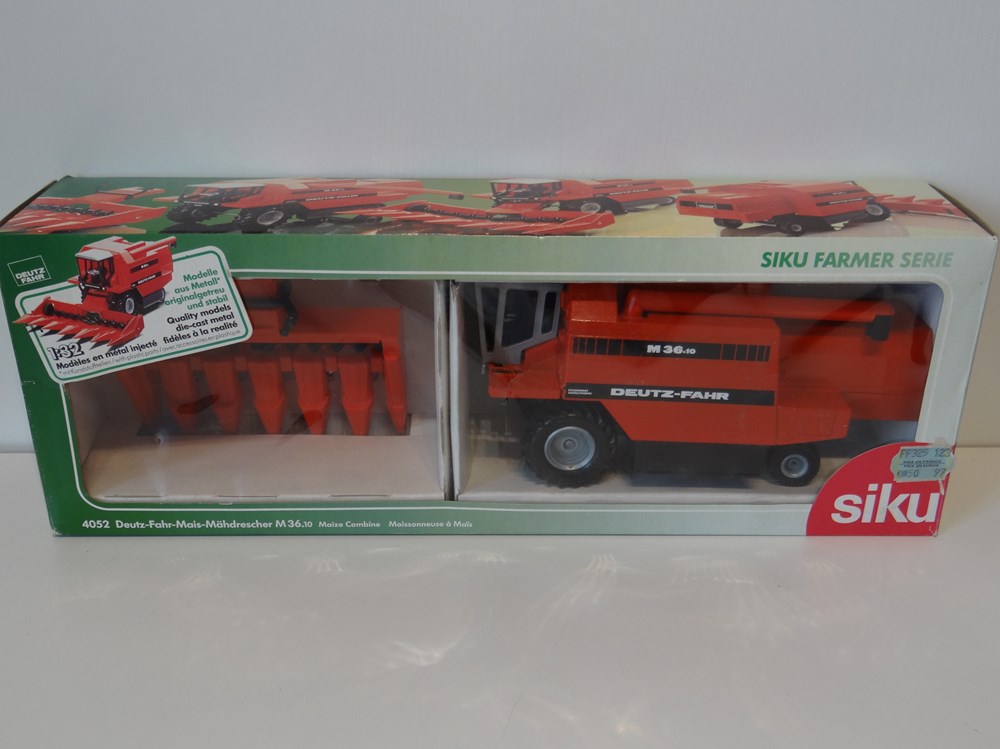 SIKU FARMER SERIE
DEUTZ
FAHR
Modelle
aus Metall*
originalgetreu
und stabil
Quality models
die-cast metal
1:32
Modèles en métal injecté fidèles à la réalité
M 36.10
DEUTZ-FAHR
siku
4052 Deutz-Fahr-Mais-Mähdrescher M 36.10 Maize Combine Moissonneuse à Maïs